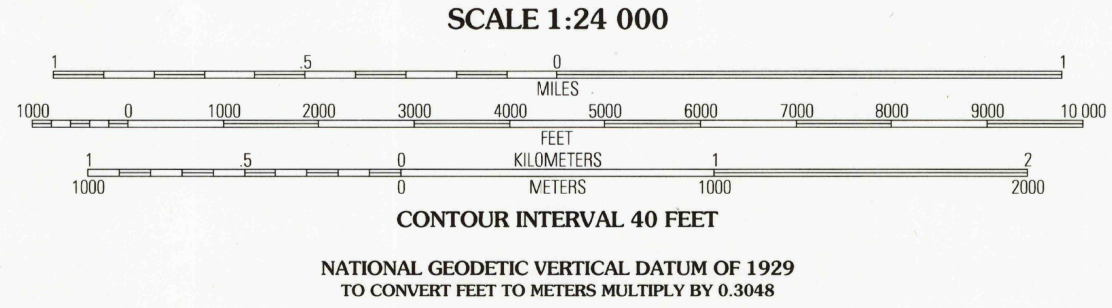 SCALE 1:24 000
1 .5 0 1
MILES
1000 0 1000 2000 3000 4000 5000 6000 7000 8000 9000 10 000
FEET
1 .5 0 KILOMETERS 1 2
1000 0 METERS 1000 2000
CONTOUR INTERVAL 40 FEET
NATIONAL GEODETIC VERTICAL DATUM OF 1929
TO CONVERT FEET TO METERS MULTIPLY BY 0.3048